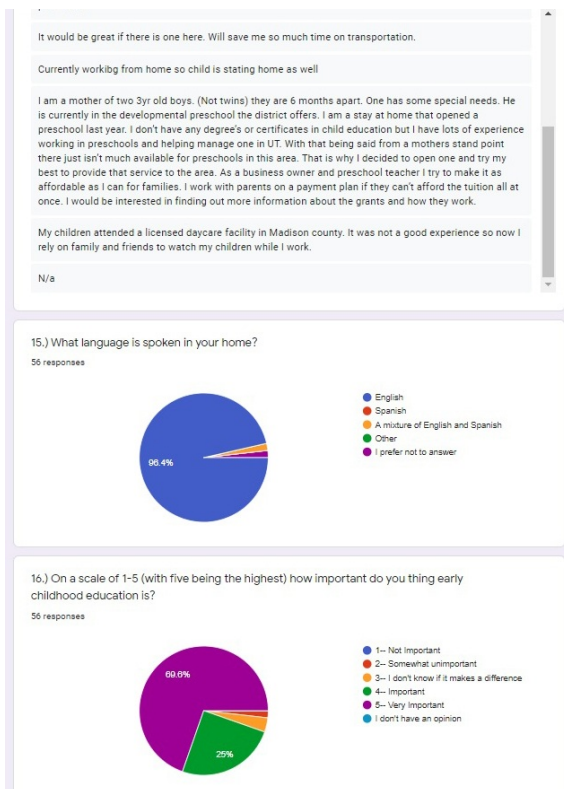 It would be great if there is one here. Will save me so much time on transportation.
Currently workibg from home so child is stating home as well
I am a mother of two 3yr old boys. (Not twins) they are 6 months apart. One has some special needs. He
is currently in the developmental preschool the district offers. I am a stay at home that opened a
preschool last year. I don't have any degree's or certificates in child education but I have lots of experience
working in preschools and helping manage one in UT. With that being said from a mothers stand point
there just isn't much available for preschools in this area. That is why I decided to open one and try my
best to provide that service to the area. As a business owner and preschool teacher I try to make it as
affordable as I can for families. I work with parents on a payment plan if they can't afford the tuition all at
once. I would be interested in finding out more information about the grants and how they work.
My children attended a licensed daycare facility in Madison county. It was not a good experience so now I
rely on family and friends to watch my children while I work.
N/a
15.) What language is spoken in your home?
56 responses
96.4%
English
Spanish
A mixture of English and Spanish
Other
I prefer not to answer
16.) On a scale of 1-5 (with five being the highest) how important do you thing early
childhood education is?
56 responses
69.6%
25%
1-- Not Important
2-- Somewhat unimportant
3-- I don't know if it makes a difference
4-- Important
5-- Very Important
I don't have an opinion